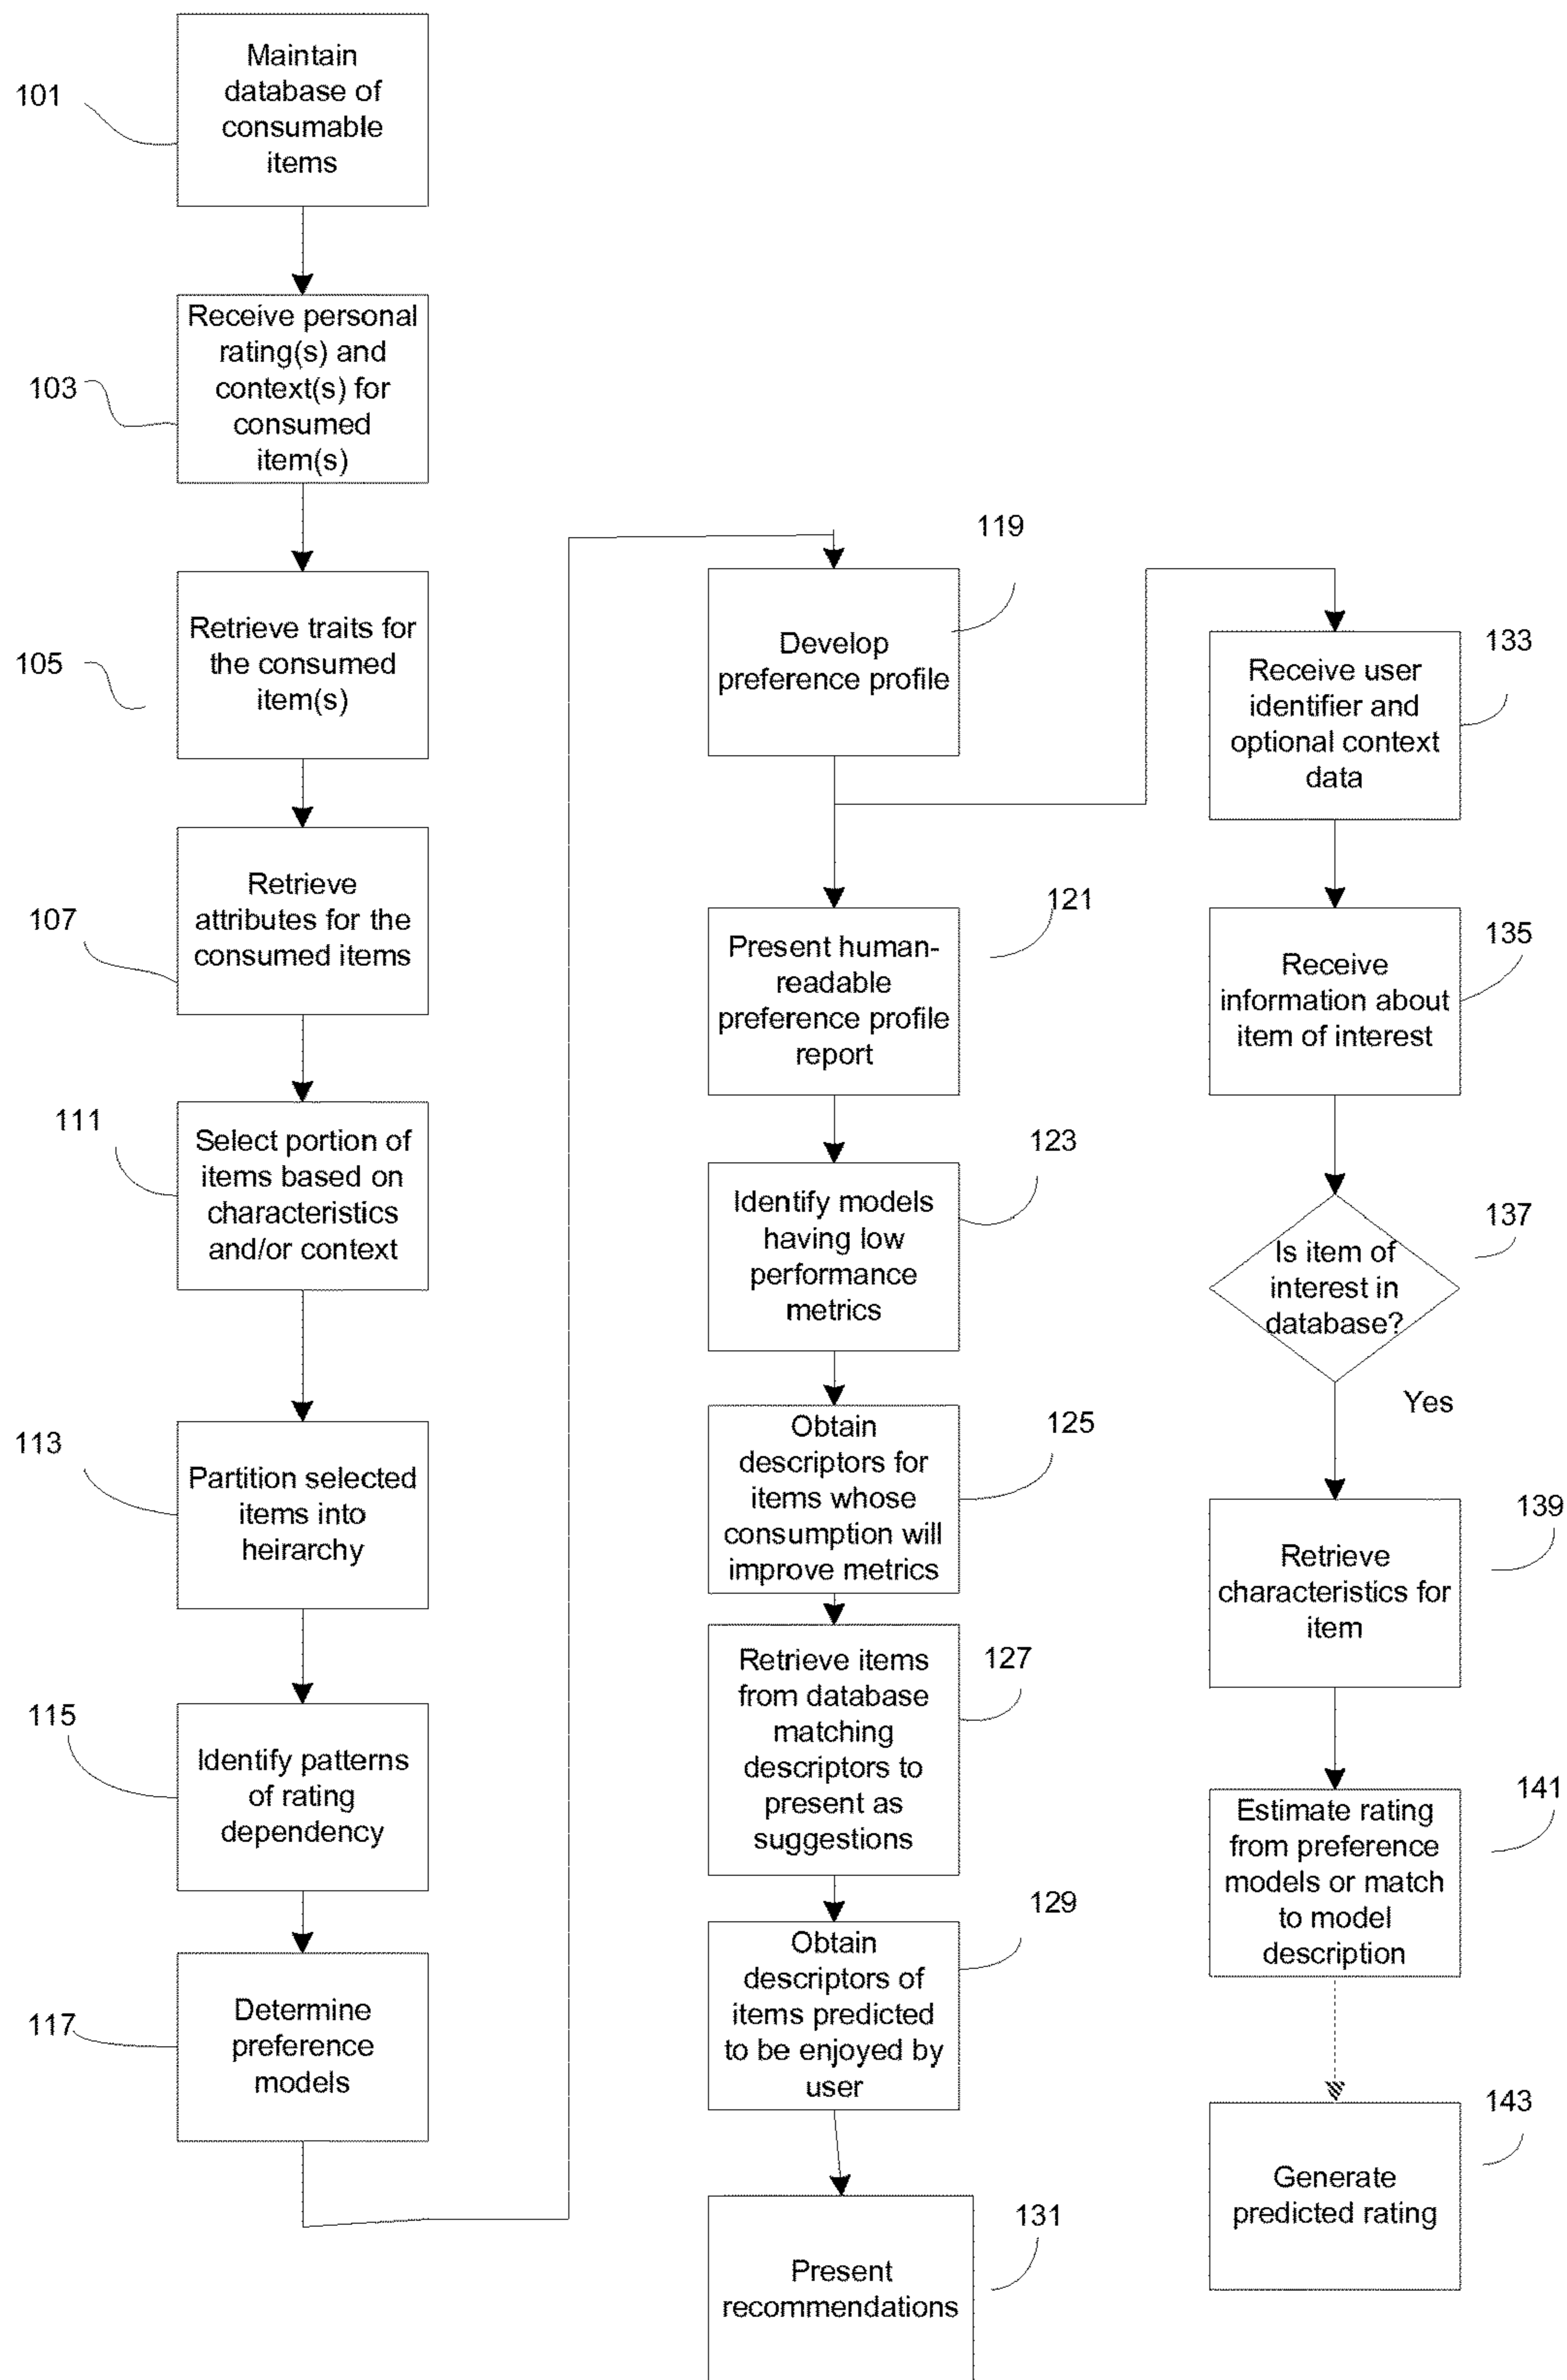 101
Maintain
database of
consumable
items
103
Receive personal
rating(s) and
context(s) for
consumed
item(s)
105
Retrieve traits for
the consumed
item(s)
107
Retrieve
attributes for the
consumed items
111
Select portion of
items based on
characteristics
and/or context
113
Partition selected
items into
heirarchy
115
Identify patterns
of rating
dependency
117
Determine
preference
models
119
Develop
preference profile
121
Present human-
readable
preference profile
report
123
Identify models
having low
performance
metrics
125
Obtain
descriptors for
items whose
consumption will
improve metrics
127
Retrieve items
from database
matching
descriptors to
present as
suggestions
129
Obtain
descriptors of
items predicted
to be enjoyed by
user
131
Present
recommendations
133
Receive user
identifier and
optional context
data
135
Receive
information about
item of interest
137
Is item of
interest in
database?
Yes
139
Retrieve
characteristics for
item
141
Estimate rating
from preference
models or match
to model
description
143
Generate
predicted rating